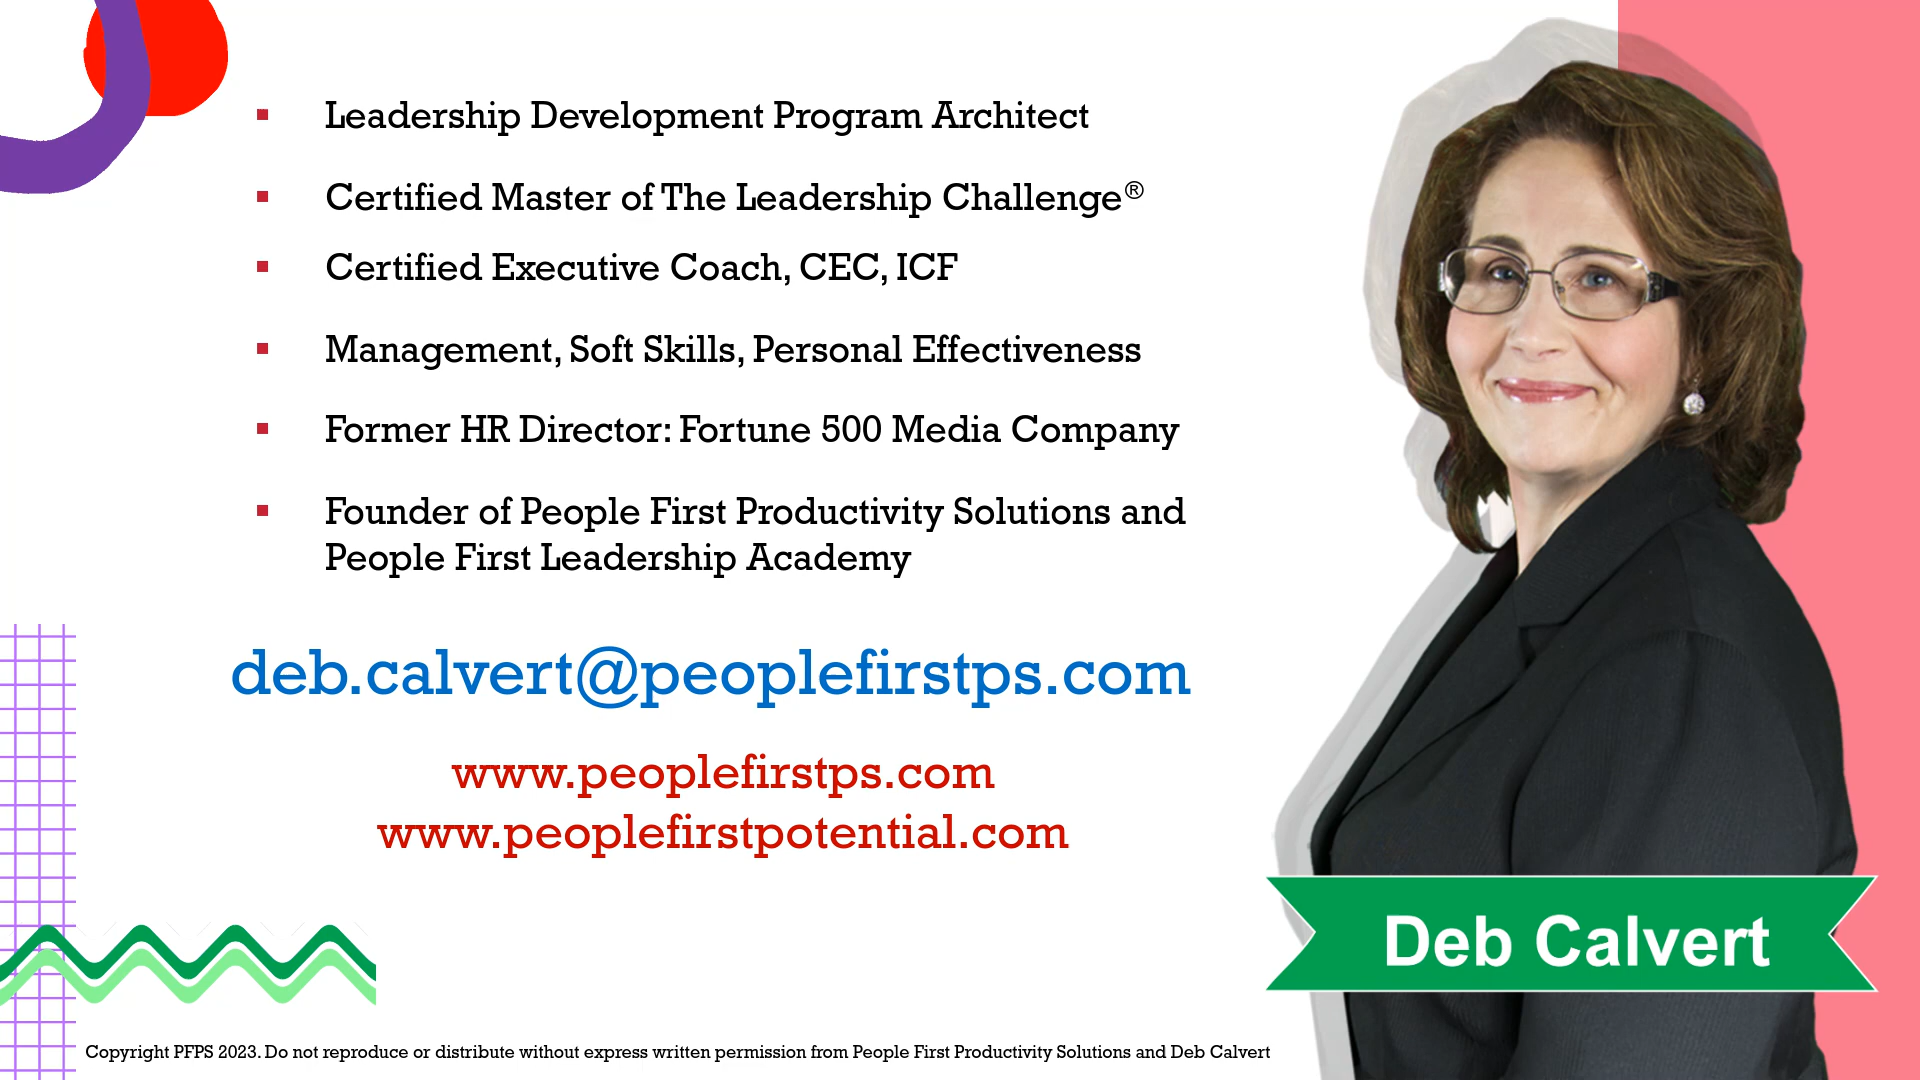 Leadership Development Program Architect
Certified Master of The Leadership Challenge®
Certified Executive Coach, CEC, ICF
Management, Soft Skills, Personal Effectiveness
Former HR Director: Fortune 500 Media Company
Founder of People First Productivity Solutions and
People First Leadership Academy
deb.calvert@peoplefirstps.com
www.peoplefirstps.com
www.peoplefirstpotential.com
Deb Calvert
Copyright PFPS 2023. Do not reproduce or distribute without express written permission from People First Productivity Solutions and Deb Calvert